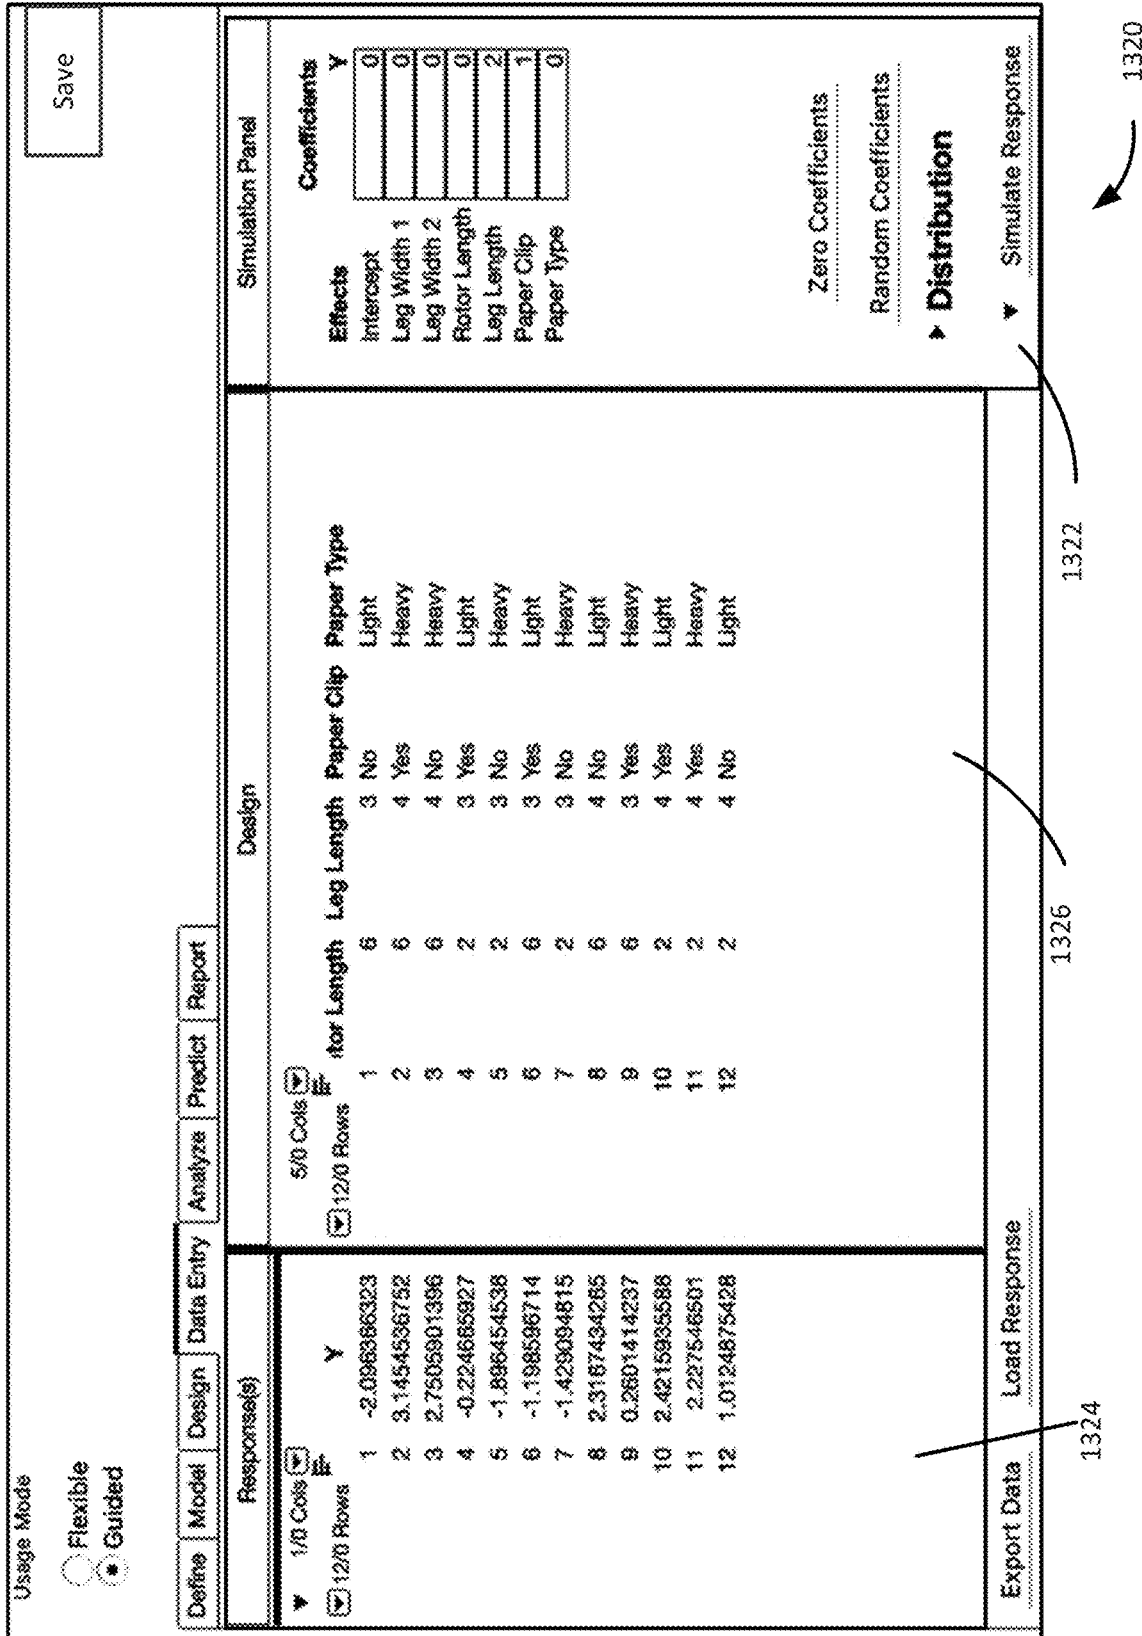 Usage Mode
Flexible
Guided
Save
Define Model Design Data Entry Analyze Predict Report
Response(s)
1/0 Cols
12/0 Rows Y
1 -2.096386323
2 3.1454536752
3 2.7505901396
4 -0.224665927
5 -1.896454538
6 -1.198596714
7 -1.429094815
8 2.3167434265
9 0.2601414237
10 2.4215935588
11 2.227546501
12 1.0124875428
Design
5/0 Cols
12/0 Rows tor Length Leg Length Paper Clip Paper Type
1 6 3 No Light
2 6 4 Yes Heavy
3 6 4 No Heavy
4 2 3 Yes Light
5 2 3 No Heavy
6 6 3 Yes Light
7 2 3 No Heavy
8 6 4 No Light
9 6 3 Yes Heavy
10 2 4 Yes Light
11 2 4 Yes Heavy
12 2 4 No Light
Simulation Panel
Coefficients
Effects Y
Intercept 0
Leg Width 1 0
Leg Width 2 0
Rotor Length 0
Leg Length 2
Paper Clip 1
Paper Type 0
Zero Coefficients
Random Coefficients
Distribution
Simulate Response
Export Data Load Response
1324
1326
1322
1320